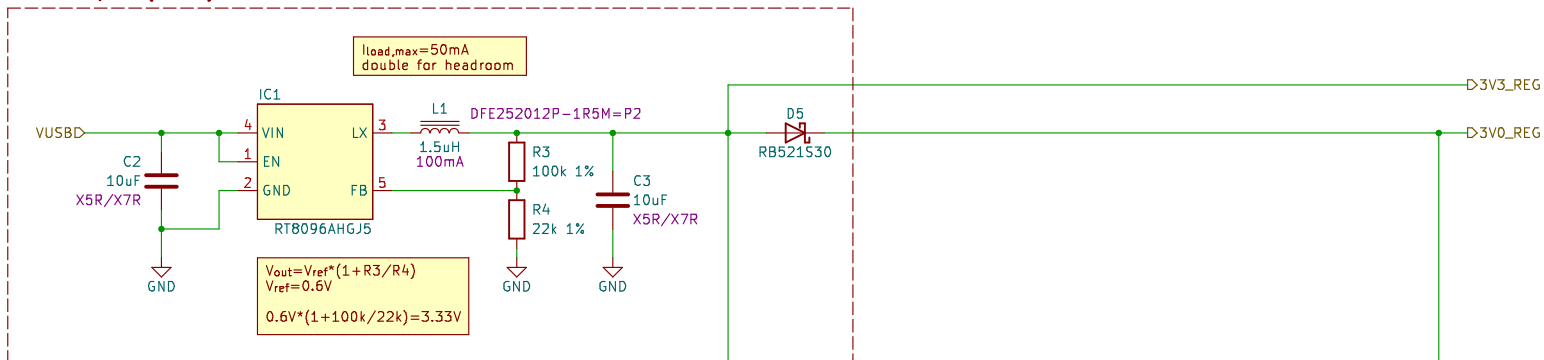 Iload,max=50mA
double for headroom
3V3_REG
IC1
L1
DFE252012P-1R5M=P2
D5
VUSB
4
VIN
LX
3
3V0_REG
1.5uH
100mA
RB521S30
C2
10uF
X5R/X7R
1
EN
R3
100k 1%
2
GND
FB
5
C3
10uF
X5R/X7R
R4
22k 1%
RT8096AHGJ5
GND
Vout=Vref*(1+R3/R4)
Vref=0.6V
0.6V*(1+100k/22k)=3.33V
GND
GND